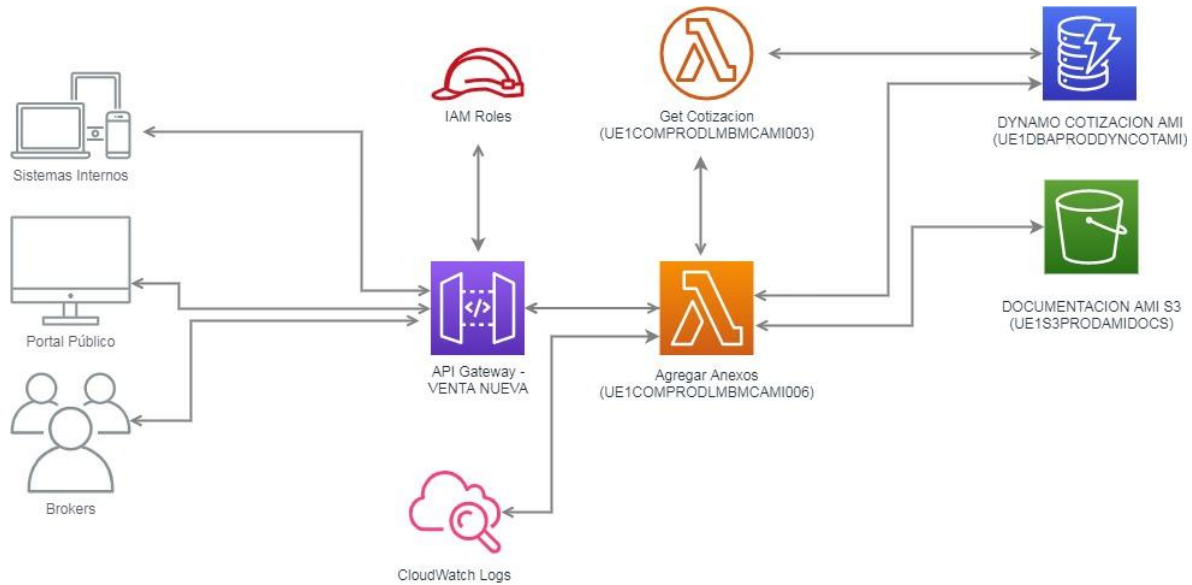 Sistemas Internos
Portal Público
Brokers
IAM Roles
API Gateway -
VENTA NUEVA
CloudWatch Logs
Get Cotizacion
(UE1COMPRODLMBMCAMI003)
Agregar Anexos
(UE1COMPRODLMBMCAMI006)
DYNAMO COTIZACION AMI
(UE1DBAPRODDYNCOTAMI)
DOCUMENTACION AMI S3
(UE1S3PRODAMIDOCS)